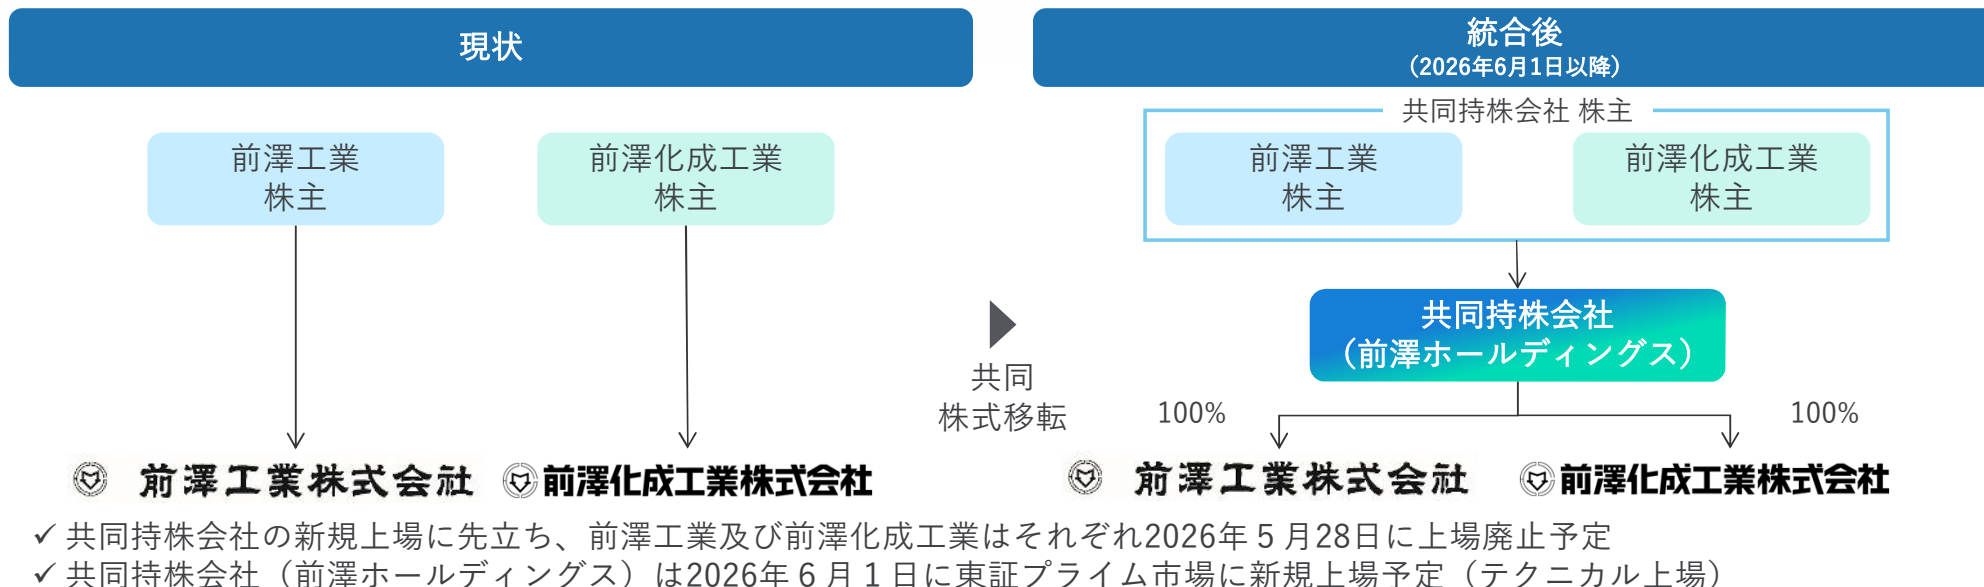 現状
前澤工業
株主
前澤化成工業
株主
前澤工業株式会社
前澤化成工業株式会社
共同
株式移転
統合後
（2026年6月1日以降）
共同持株会社 株主
前澤工業
株主
前澤化成工業
株主
共同持株会社
（前澤ホールディングス）
100%
100%
前澤工業株式会社
前澤化成工業株式会社
✓ 共同持株会社の新規上場に先立ち、前澤工業及び前澤化成工業はそれぞれ2026年５月28日に上場廃止予定
✓ 共同持株会社（前澤ホールディングス）は2026年６月１日に東証プライム市場に新規上場予定（テクニカル上場）